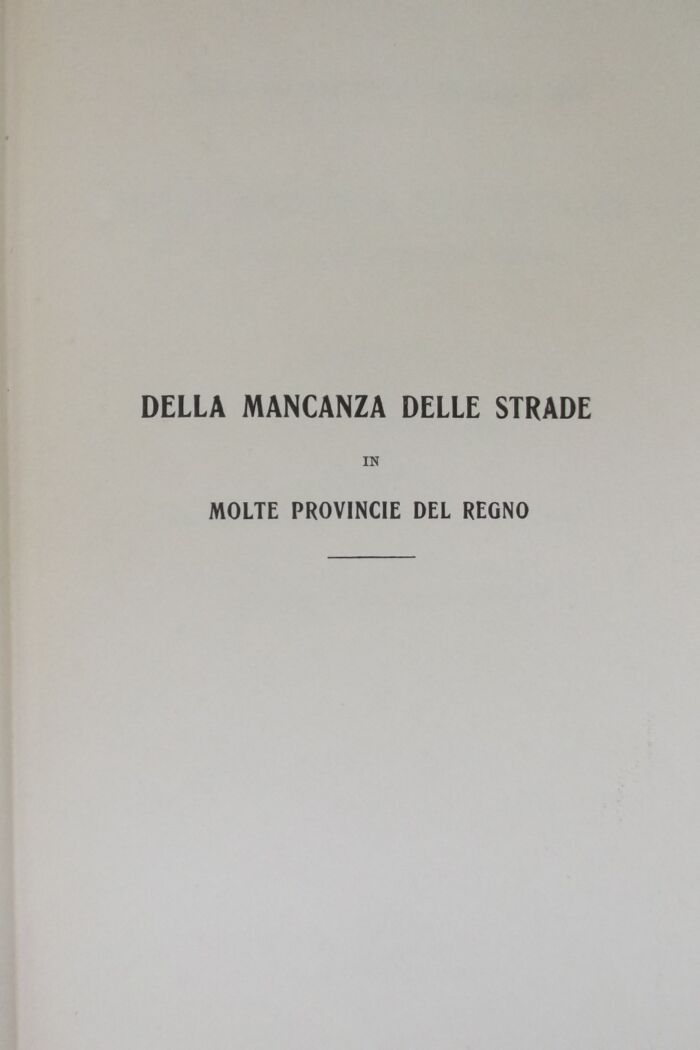 DELLA MANCANZA DELLE STRADE
IN
MOLTE PROVINCIE DEL REGNO